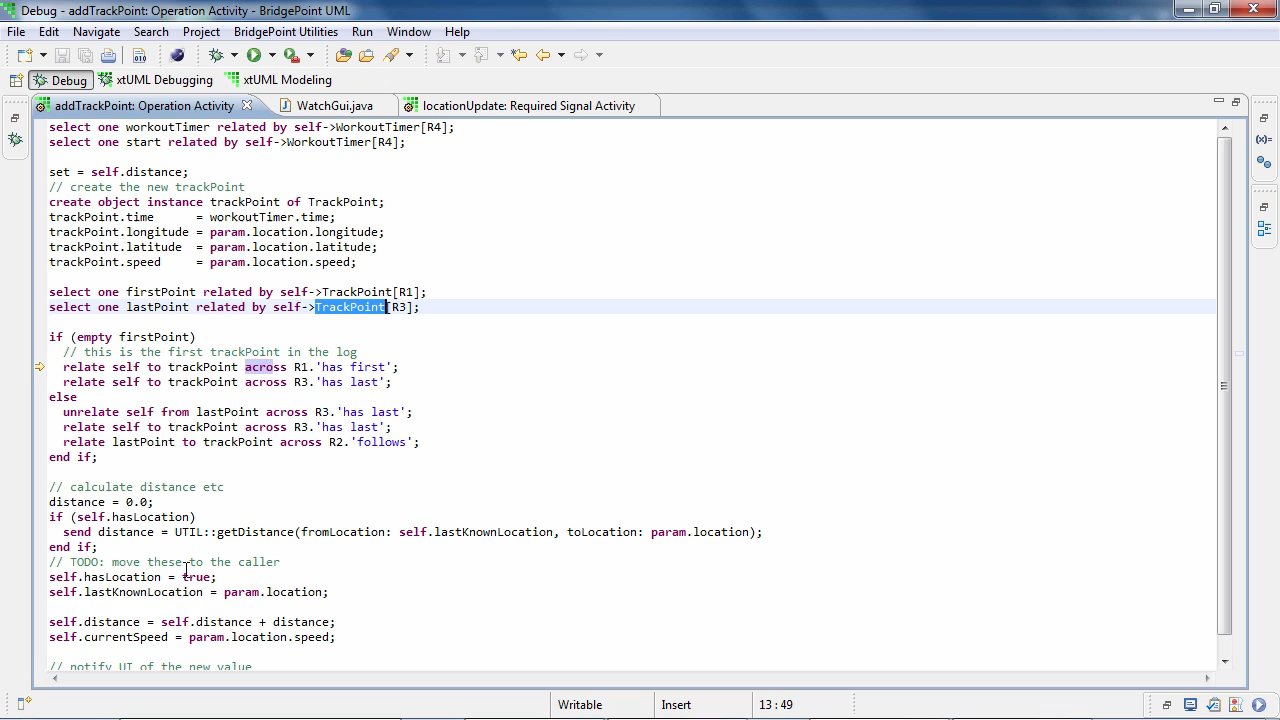 Debug - addTrackPoint: Operation Activity - BridgePoint UML
File Edit Navigate Search Project BridgePoint Utilities Run Window Help
Debug xtUML Debugging xtUML Modeling
addTrackPoint: Operation Activity WatchGui.java locationUpdate: Required Signal Activity
select one workoutTimer related by self->WorkoutTimer[R4];
select one start related by self->WorkoutTimer[R4];
set = self.distance;
// create the new trackPoint
create object instance trackPoint of TrackPoint;
trackPoint.time = workoutTimer.time;
trackPoint.longitude = param.location.longitude;
trackPoint.latitude = param.location.latitude;
trackPoint.speed = param.location.speed;
select one firstPoint related by self->TrackPoint[R1];
select one lastPoint related by self->TrackPoint[R3];
if (empty firstPoint)
// this is the first trackPoint in the log
relate self to trackPoint across R1.'has first';
relate self to trackPoint across R3.'has last';
else
unrelate self from lastPoint across R3.'has last';
relate self to trackPoint across R3.'has last';
relate lastPoint to trackPoint across R2.'follows';
end if;
// calculate distance etc
distance = 0.0;
if (self.hasLocation)
send distance = UTIL::getDistance(fromLocation: self.lastKnownLocation, toLocation: param.location);
end if;
// TODO: move these to the caller
self.hasLocation = true;
self.lastKnownLocation = param.location;
self.distance = self.distance + distance;
self.currentSpeed = param.location.speed;
// notify UI of the new value
Writable Insert 13:49